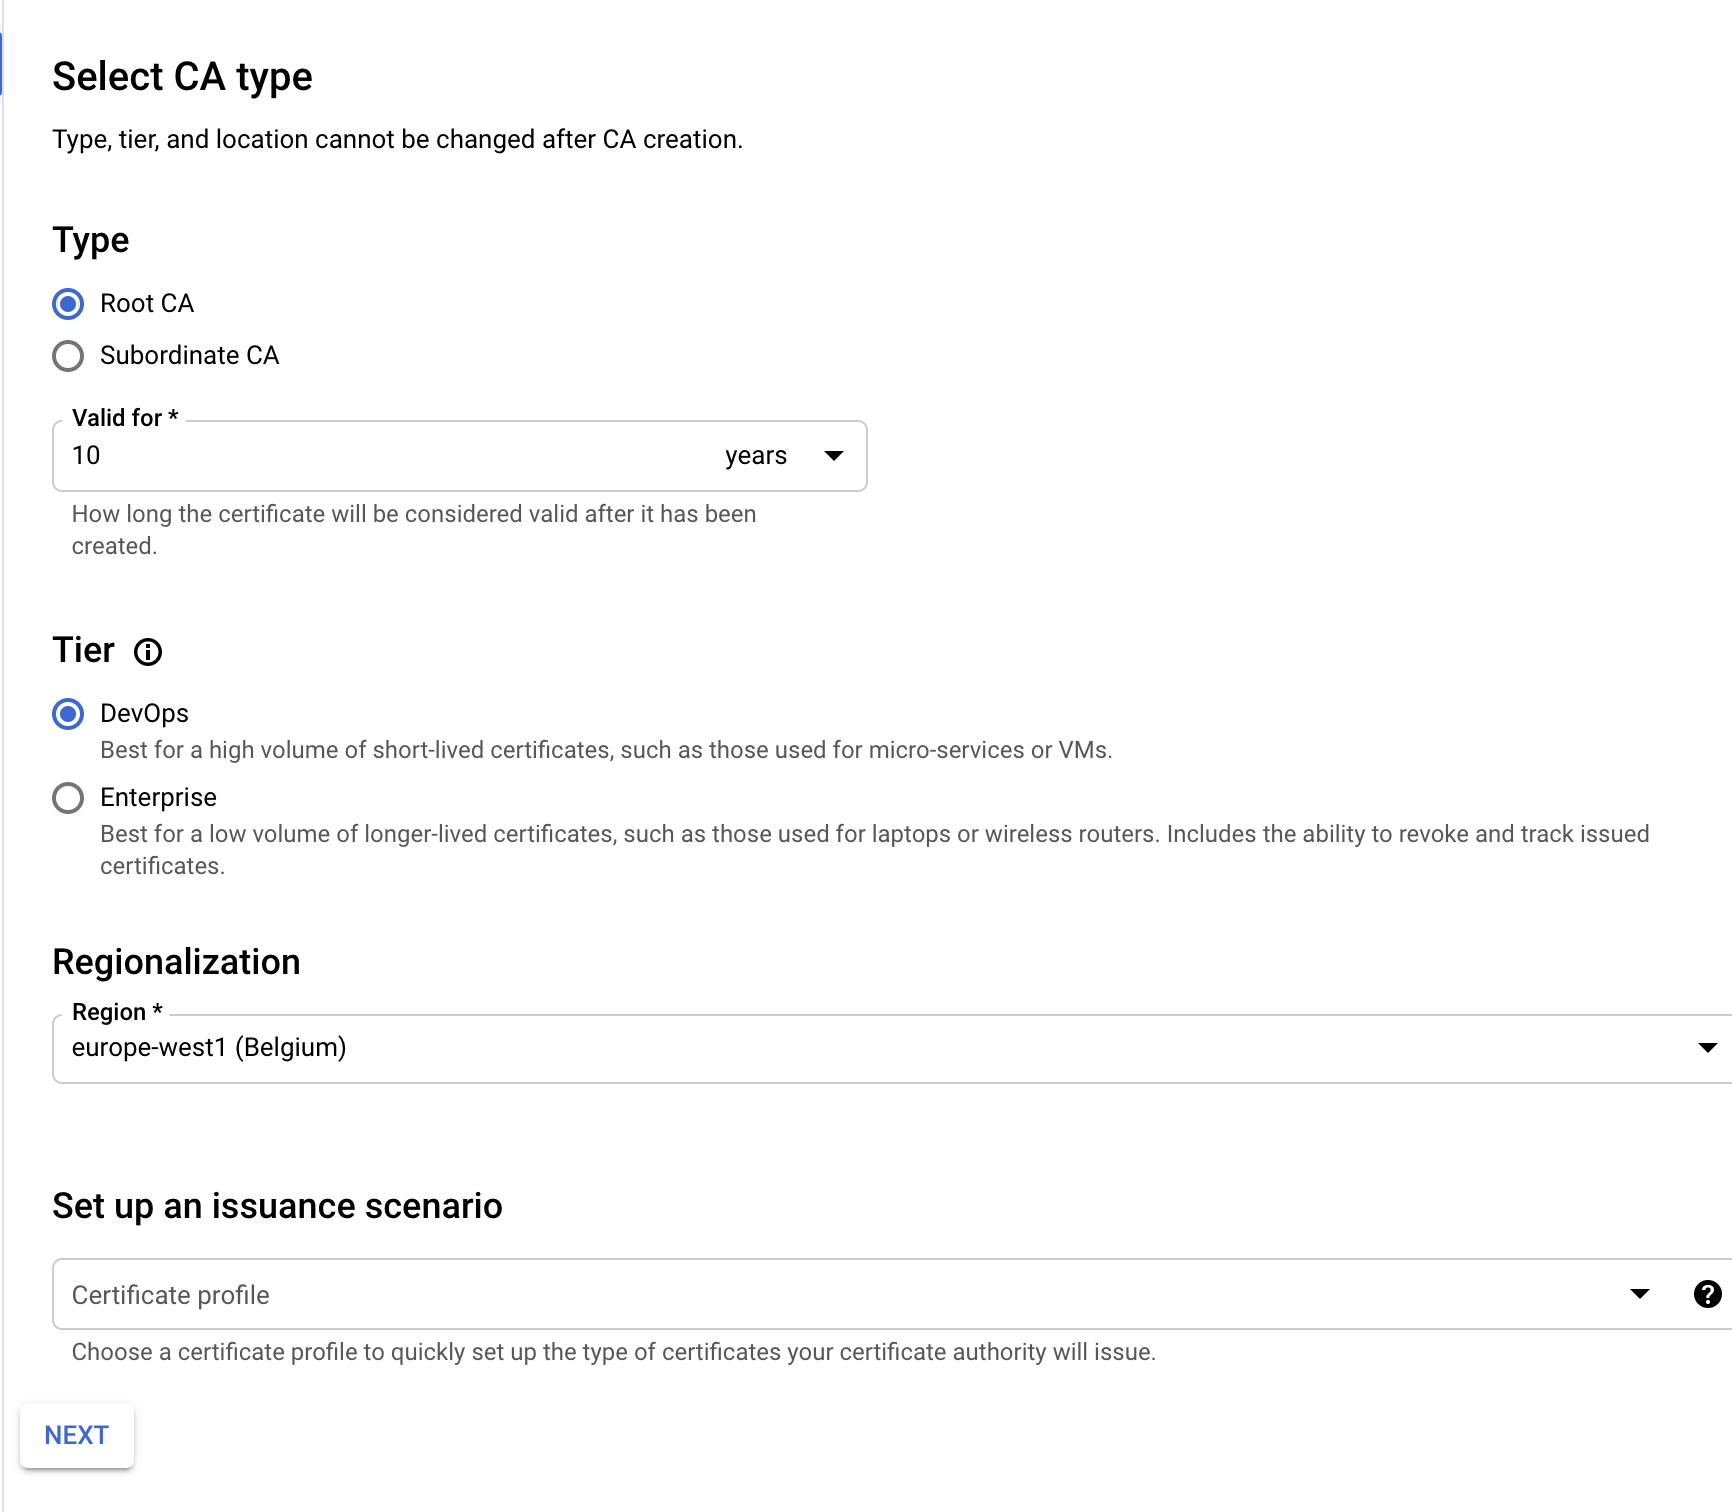 Select CA type
Type, tier, and location cannot be changed after CA creation.
Type
Root CA
Subordinate CA
Valid for *
10 years
How long the certificate will be considered valid after it has been
created.
Tier
DevOps
Best for a high volume of short-lived certificates, such as those used for micro-services or VMs.
Enterprise
Best for a low volume of longer-lived certificates, such as those used for laptops or wireless routers. Includes the ability to revoke and track issued
certificates.
Regionalization
Region *
europe-west1 (Belgium)
Set up an issuance scenario
Certificate profile
Choose a certificate profile to quickly set up the type of certificates your certificate authority will issue.
NEXT